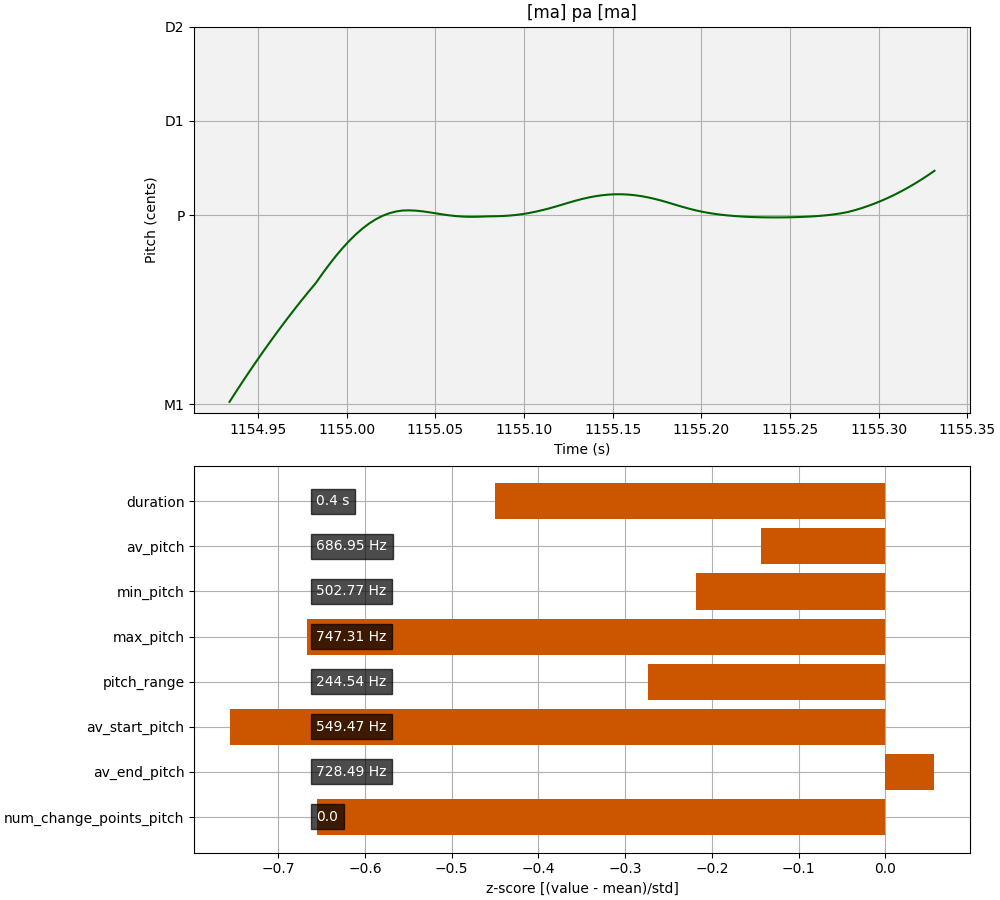 [ma] pa [ma]
D2
D1
P
M1
Pitch (cents)
1154.95 1155.00 1155.05 1155.10 1155.15 1155.20 1155.25 1155.30 1155.35
Time (s)
duration 0.4 s
av_pitch 686.95 Hz
min_pitch 502.77 Hz
max_pitch 747.31 Hz
pitch_range 244.54 Hz
av_start_pitch 549.47 Hz
av_end_pitch 728.49 Hz
num_change_points_pitch 0.0
−0.7 −0.6 −0.5 −0.4 −0.3 −0.2 −0.1 0.0
z-score [(value - mean)/std]